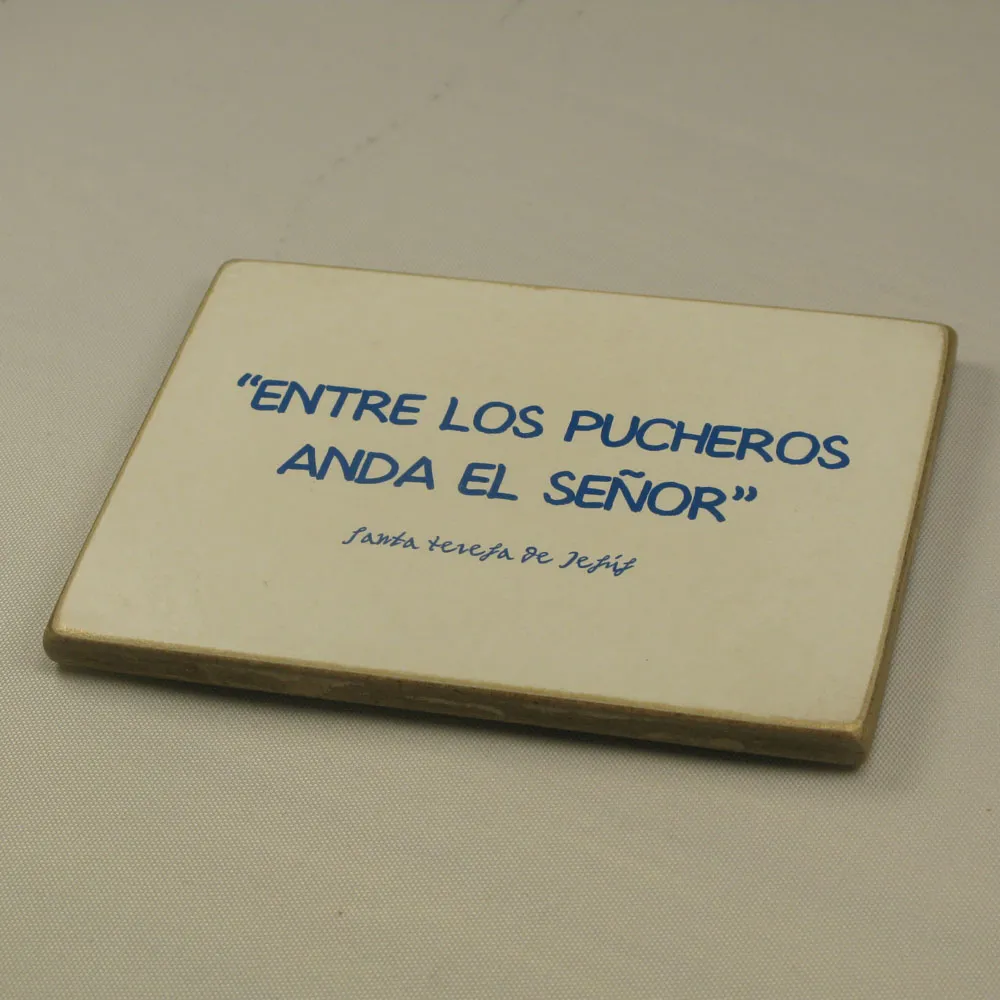 “ENTRE LOS PUCHEROS
ANDA EL SEÑOR”
Santa teresa de Jesús